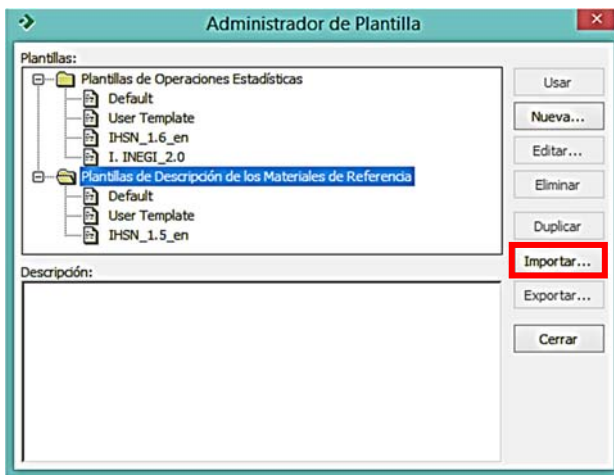 Administrador de Plantilla
Plantillas:
Plantillas de Operaciones Estadísticas
Default
User Template
IHSN_1.6_en
I. INEGI_2.0
Plantillas de Descripción de los Materiales de Referencia
Default
User Template
IHSN_1.5_en
Usar
Nueva...
Editar...
Eliminar
Duplicar
Importar...
Exportar...
Cerrar
Descripción: